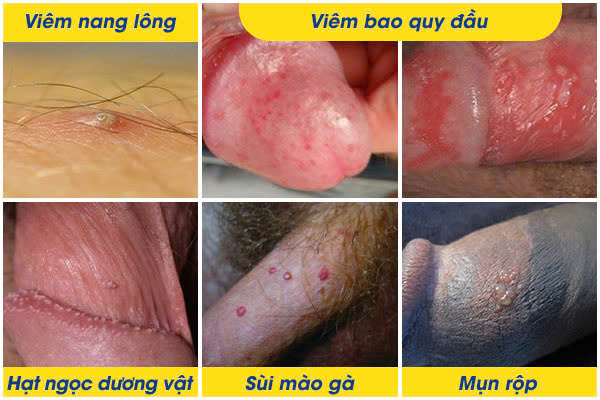 Viêm nang lông
Viêm bao quy đầu
Hạt ngọc dương vật
Sùi mào gà
Mụn rộp